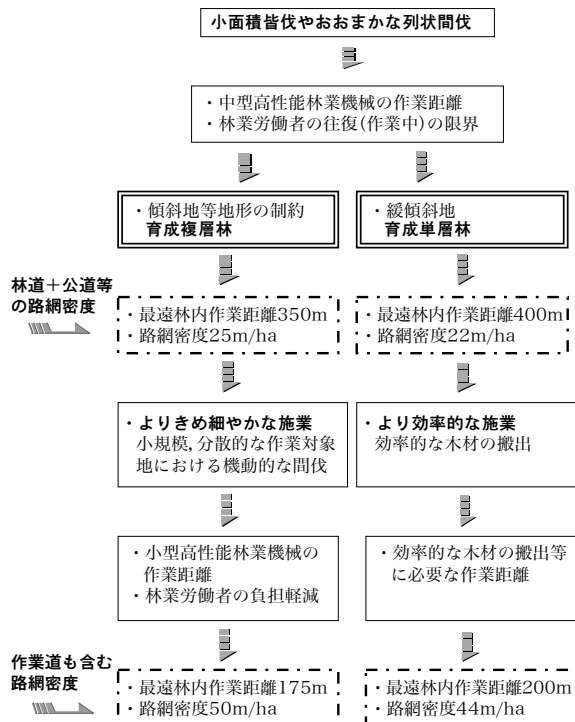 小面積皆伐やおおまかな列状間伐
・中型高性能林業機械の作業距離
・林業労働者の往復(作業中)の限界
・傾斜地等地形の制約
育成複層林
・緩傾斜地
育成単層林
林道＋公道等
の路網密度
・最遠林内作業距離350m
・路網密度25m/ha
・最遠林内作業距離400m
・路網密度22m/ha
・よりきめ細やかな施業
小規模,分散的な作業対象
地における機動的な間伐
・より効率的な施業
効率的な木材の搬出
・小型高性能林業機械の
作業距離
・林業労働者の負担軽減
・効率的な木材の搬出等
に必要な作業距離
作業道も含む
路網密度
・最遠林内作業距離175m
・路網密度50m/ha
・最遠林内作業距離200m
・路網密度44m/ha